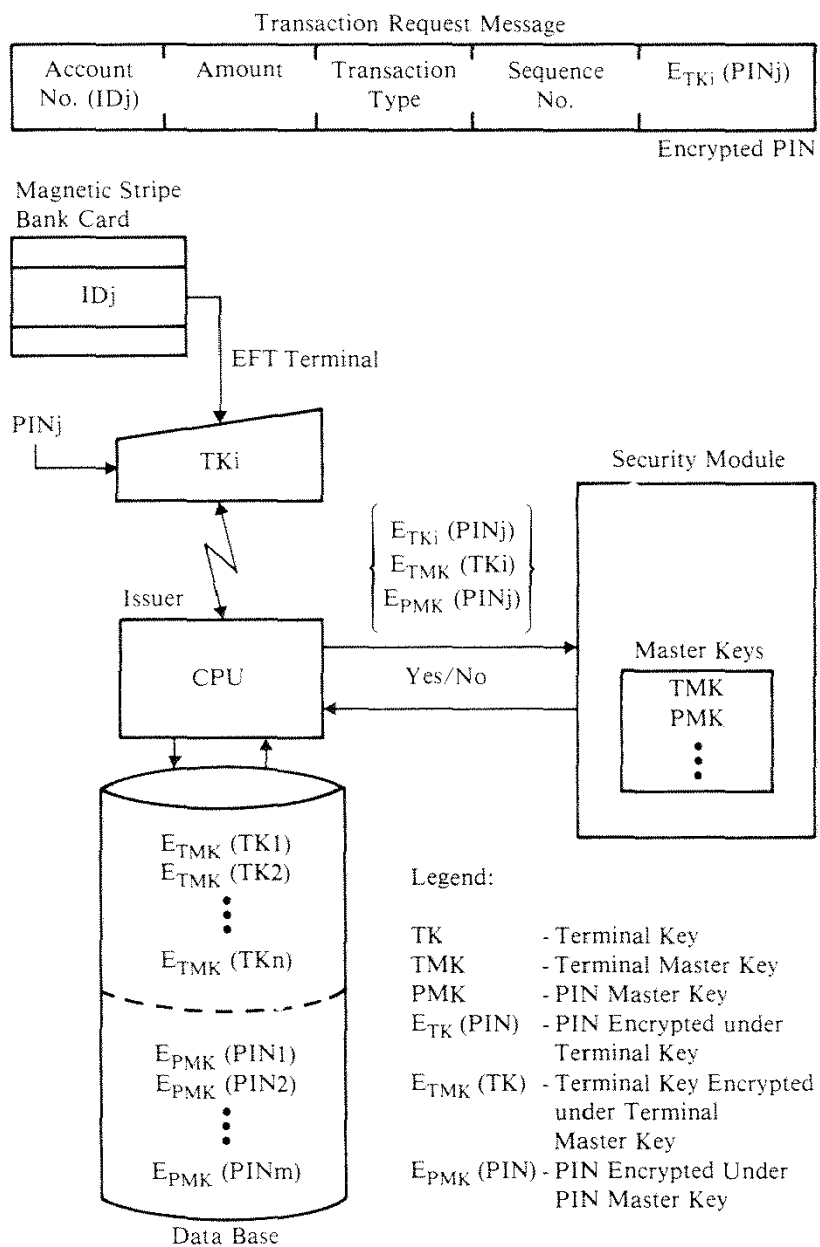 Transaction Request Message
Account No. (IDj)
Amount
Transaction Type
Sequence No.
E_TKi (PINj)
Encrypted PIN
Magnetic Stripe
Bank Card
IDj
EFT Terminal
PINj
TKi
Security Module
E_TKi (PINj)
E_TMK (TKi)
E_PMK (PINj)
Issuer
CPU
Yes/No
Master Keys
TMK
PMK
E_TMK (TK1)
E_TMK (TK2)
E_TMK (TKn)
E_PMK (PIN1)
E_PMK (PIN2)
E_PMK (PINm)
Data Base
Legend:
TK - Terminal Key
TMK - Terminal Master Key
PMK - PIN Master Key
E_TK (PIN) - PIN Encrypted under
Terminal Key
E_TMK (TK) - Terminal Key Encrypted
under Terminal
Master Key
E_PMK (PIN) - PIN Encrypted Under
PIN Master Key